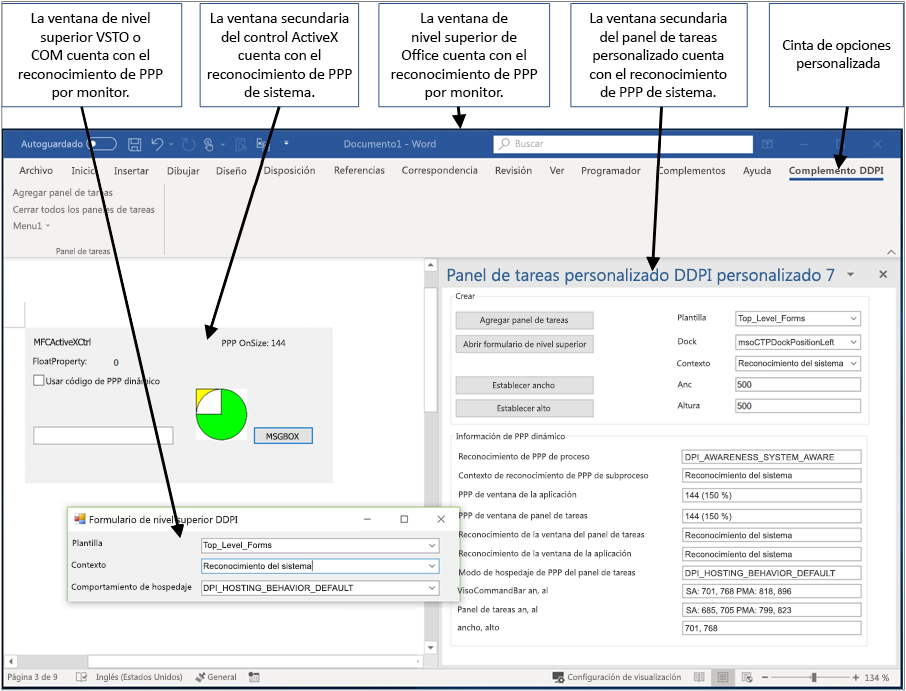 La ventana de nivel
superior VSTO o
COM cuenta con el
reconocimiento de PPP
por monitor.
La ventana secundaria
del control ActiveX
cuenta con el
reconocimiento de PPP
de sistema.
La ventana de
nivel superior de
Office cuenta con el
reconocimiento de PPP
por monitor.
La ventana secundaria
del panel de tareas
personalizado cuenta
con el reconocimiento
de PPP de sistema.
Cinta de opciones
personalizada
Autoguardado
Documento1 - Word
Buscar
Archivo Inicio Insertar Dibujar Diseño Disposición Referencias Correspondencia Revisión Ver Programador Complementos Ayuda Complemento DDPI
Agregar panel de tareas
Cerrar todos los paneles de tareas
Menu1
Panel de tareas
MFCActiveXCtrl
PPP OnSize: 144
FloatProperty: 0
Usar código de PPP dinámico
MSGBOX
Formulario de nivel superior DDPI
Plantilla Top_Level_Forms
Contexto Reconocimiento del sistema
Comportamiento de hospedaje DPI_HOSTING_BEHAVIOR_DEFAULT
Panel de tareas personalizado DDPI personalizado 7
Crear
Agregar panel de tareas
Abrir formulario de nivel superior
Establecer ancho
Establecer alto
Plantilla Top_Level_Forms
Dock msoCTPDockPositionLeft
Contexto Reconocimiento del sistema
Anc 500
Altura 500
Información de PPP dinámico
Reconocimiento de PPP de proceso DPI_AWARENESS_SYSTEM_AWARE
Contexto de reconocimiento de PPP de subproceso Reconocimiento del sistema
PPP de ventana de la aplicación 144 (150 %)
PPP de ventana de panel de tareas 144 (150 %)
Reconocimiento de la ventana del panel de tareas Reconocimiento del sistema
Reconocimiento de la ventana de la aplicación Reconocimiento del sistema
Modo de hospedaje de PPP del panel de tareas DPI_HOSTING_BEHAVIOR_DEFAULT
VisoCommandBar an, al SA: 701, 768 PMA: 818, 896
Panel de tareas an, al SA: 685, 705 PMA: 799, 823
ancho, alto 701, 768
Página 3 de 9 Inglés (Estados Unidos) General Configuración de visualización 134 %